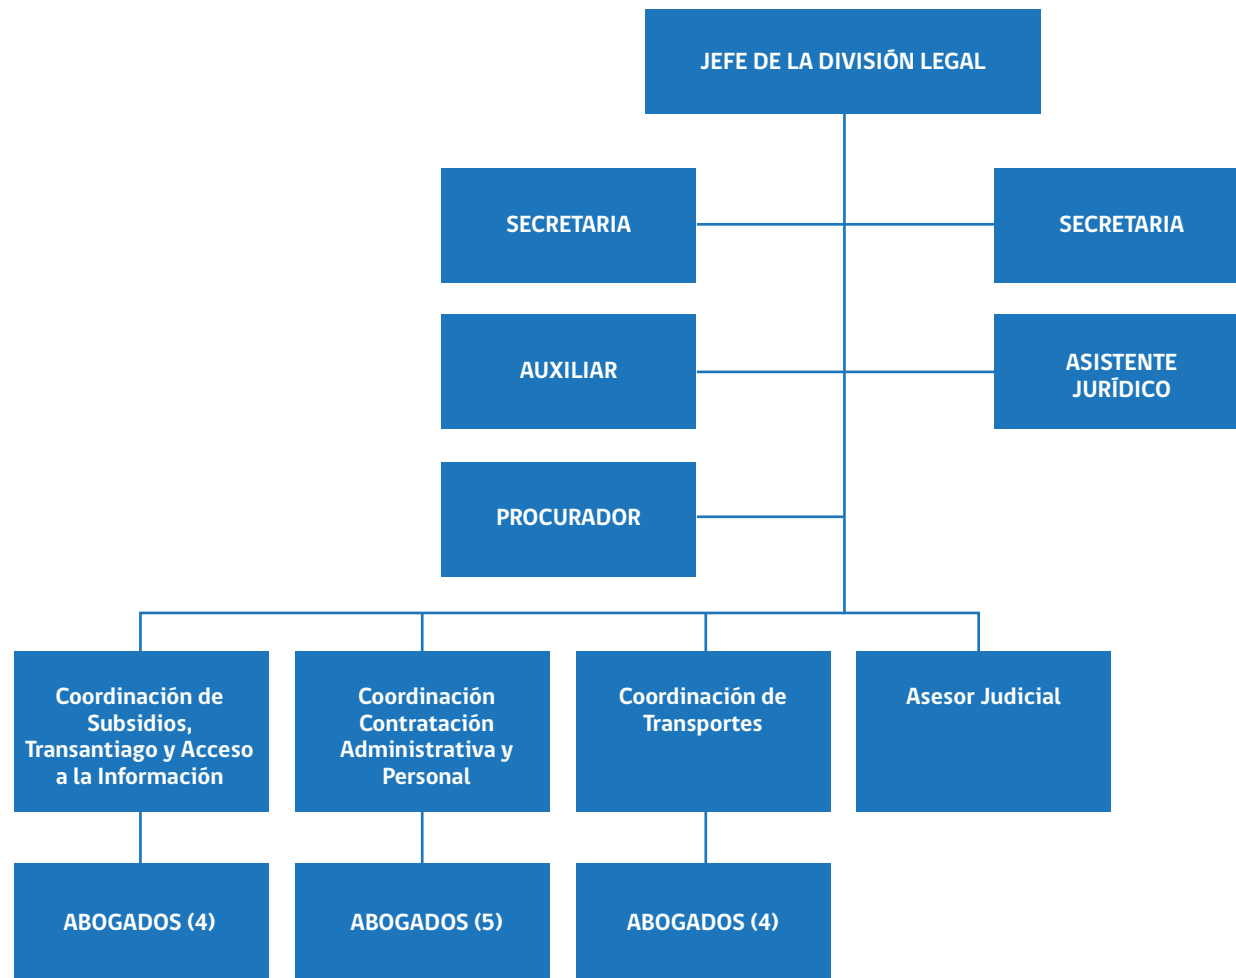 JEFE DE LA DIVISIÓN LEGAL
SECRETARIA
SECRETARIA
AUXILIAR
ASISTENTE
JURÍDICO
PROCURADOR
Coordinación de
Subsidios,
Transantiago y Acceso
a la Información
Coordinación
Contratación
Administrativa y
Personal
Coordinación de
Transportes
Asesor Judicial
ABOGADOS (4)
ABOGADOS (5)
ABOGADOS (4)